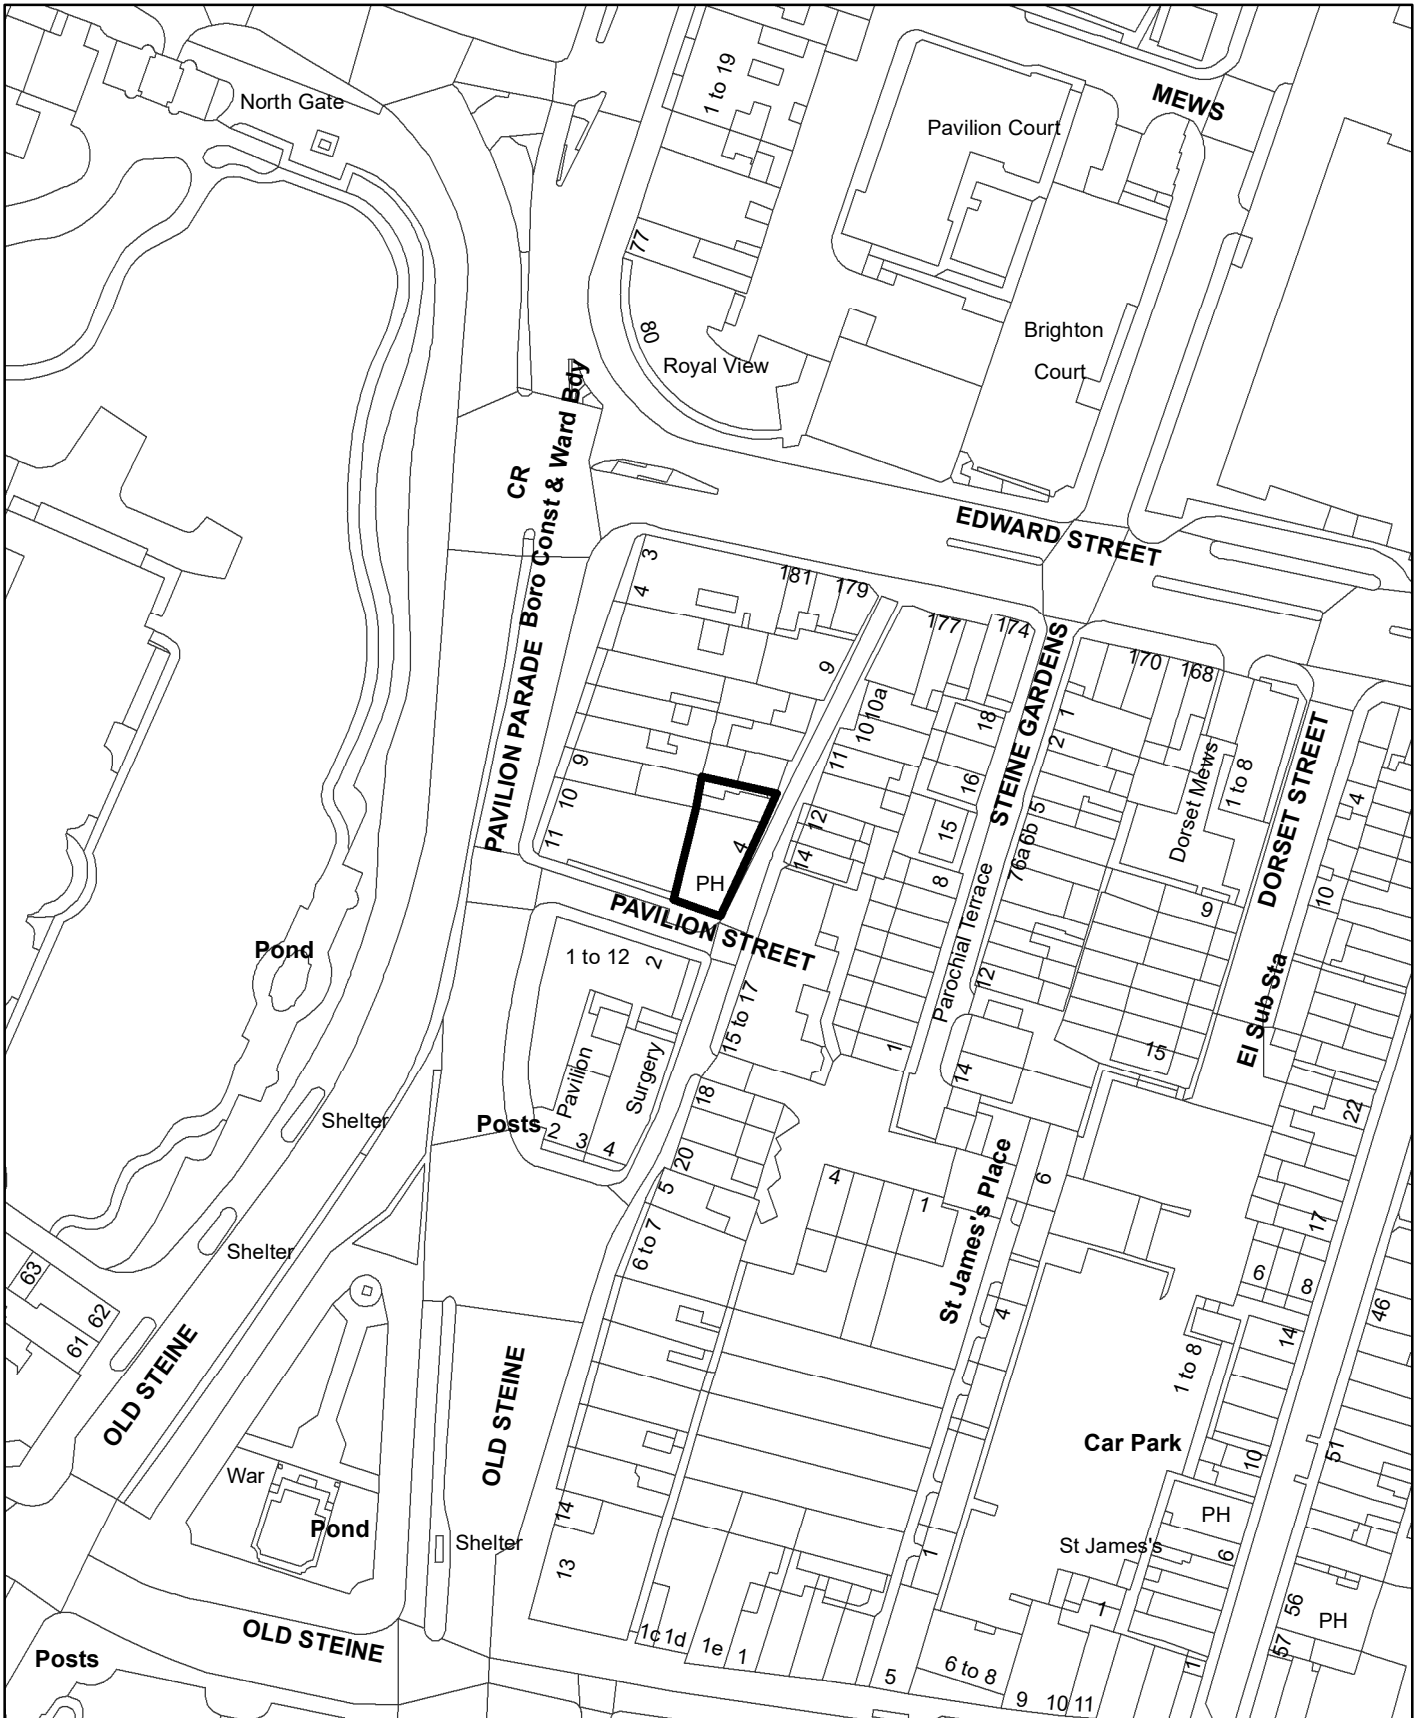 1 to 19
MEWS
North Gate
Pavilion Court
77
80
Royal View
Brighton
Court
Boro Const & Ward Bdy
CR
EDWARD STREET
3
4
181
179
177
174
170
168
9
10a
10
11
18
16
15
STEINE GARDENS
1
2
5
6b
76a
Dorset Mews
1 to 8
DORSET STREET
4
10
PAVILION PARADE
9
10
11
4
PH
12
14
8
Parochial Terrace
12
9
PAVILION STREET
Pond
1 to 12
2
15 to 17
1
El Sub Sta
15
14
22
Pavilion
Surgery
18
Shelter
Posts
2
3
4
20
5
4
1
St James's Place
6
17
6 to 7
Shelter
63
62
61
6
8
46
4
14
1 to 8
OLD STEINE
OLD STEINE
Car Park
10
51
War
Pond
14
13
Shelter
PH
St James's
6
1
56
PH
57
1
OLD STEINE
1c
1d
1e
1
Posts
5
6 to 8
9
10
11
1